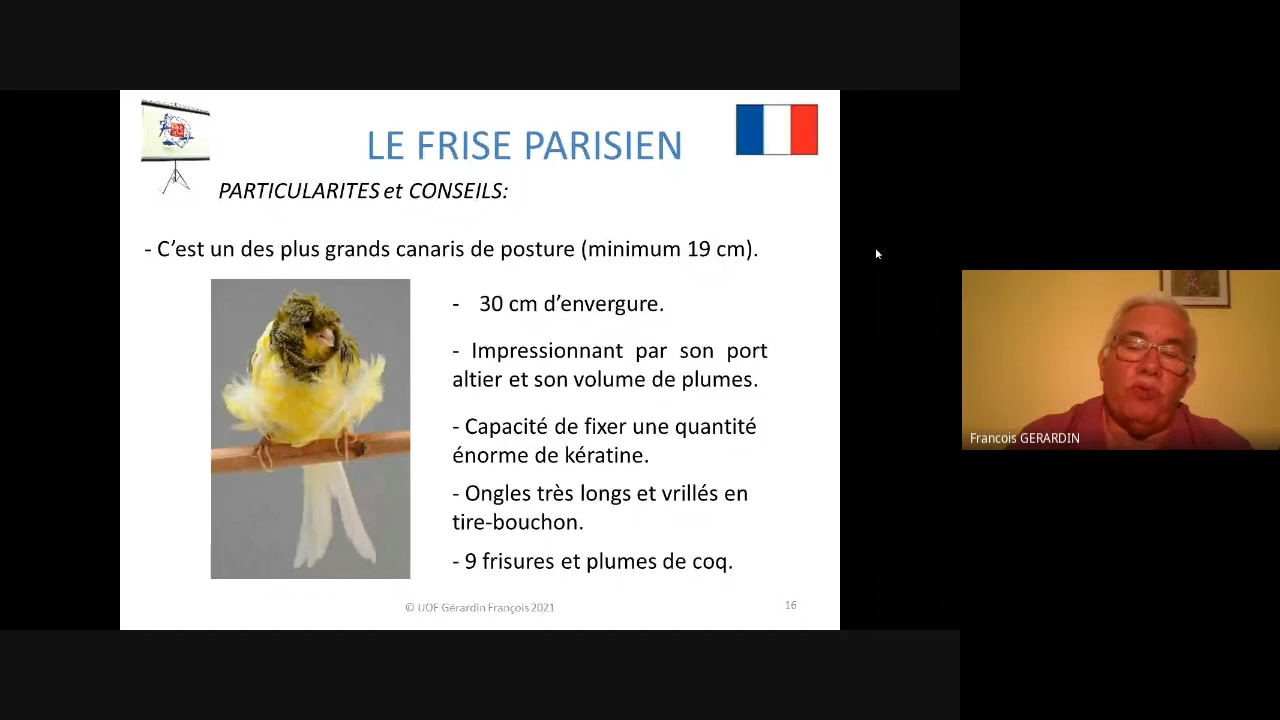 LE FRISE PARISIEN
PARTICULARITES et CONSEILS:
- C’est un des plus grands canaris de posture (minimum 19 cm).
- 30 cm d’envergure.
- Impressionnant par son port
altier et son volume de plumes.
- Capacité de fixer une quantité
énorme de kératine.
- Ongles très longs et vrillés en
tire-bouchon.
- 9 frisures et plumes de coq.
© UOF Gérardin François 2021
16
Francois GERARDIN